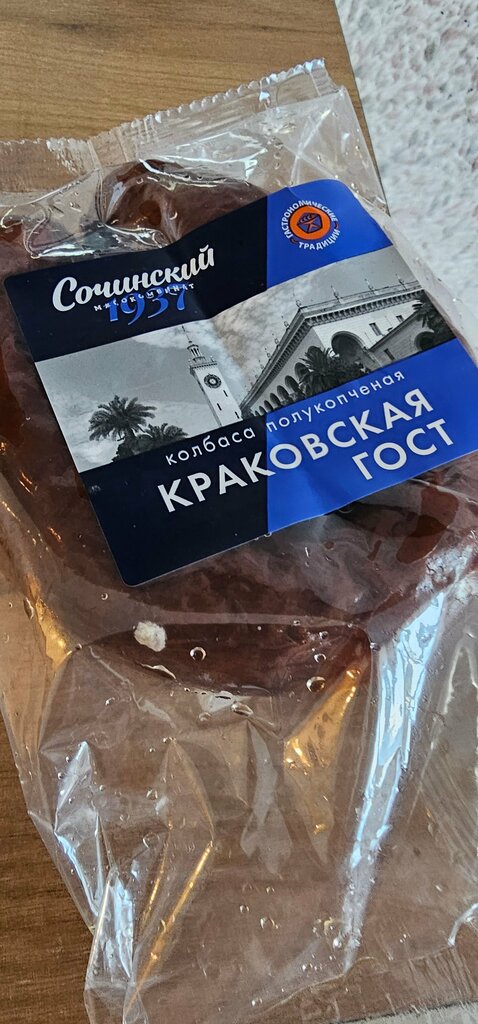 ГАСТРОНОМИЧЕСКИЕ
ТРАДИЦИИ
Сочинский
МЯСОКОМБИНАТ
1937
колбаса полукопченая
КРАКОВСКАЯ
ГОСТ